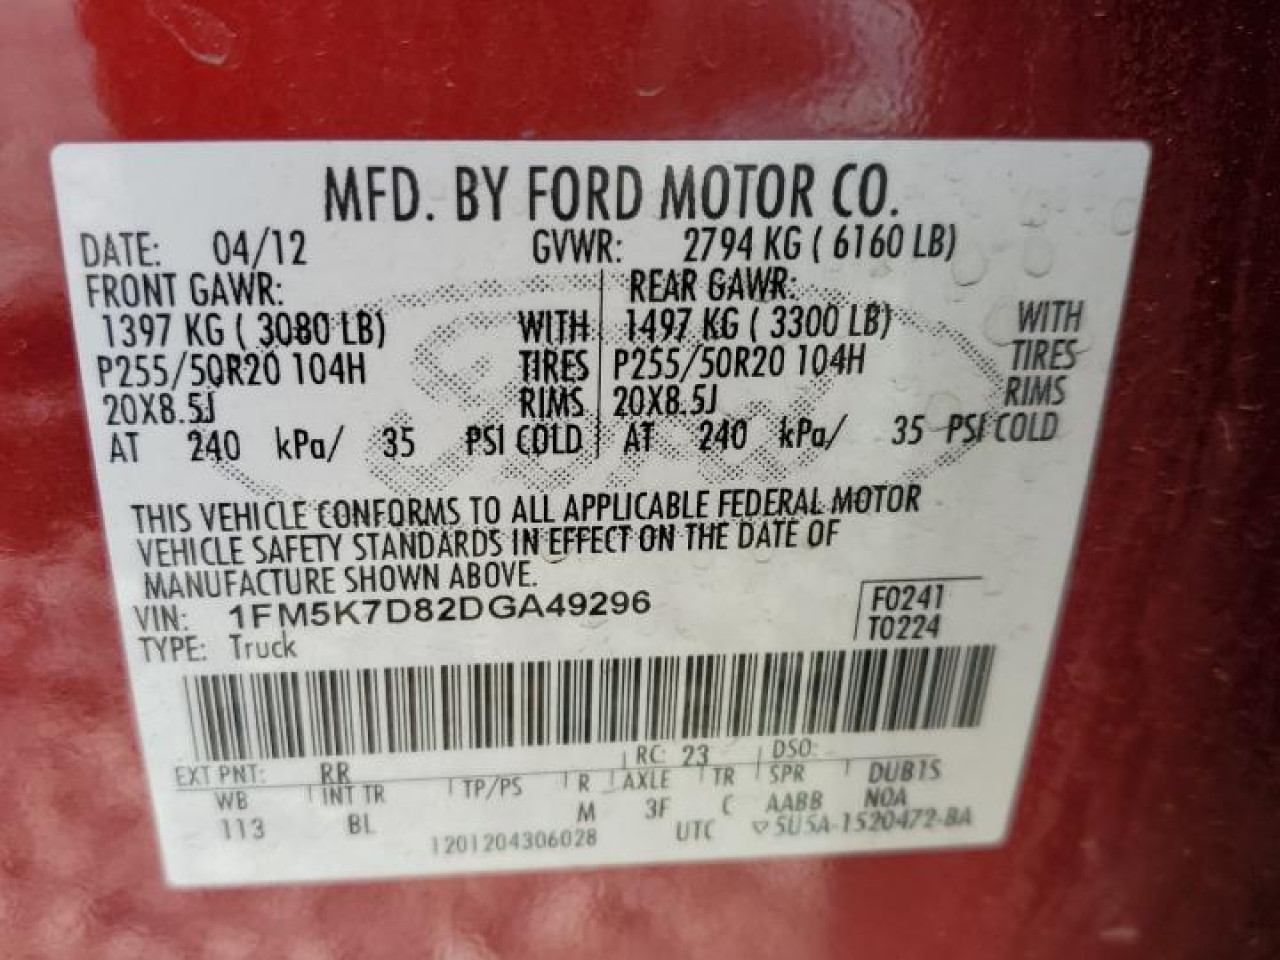 MFD. BY FORD MOTOR CO.
DATE: 04/12 GVWR: 2794 KG ( 6160 LB)
FRONT GAWR: REAR GAWR:
1397 KG ( 3080 LB) WITH 1497 KG ( 3300 LB) WITH
P255/50R20 104H TIRES P255/50R20 104H TIRES
20X8.5J RIMS 20X8.5J RIMS
AT 240 kPa/ 35 PSI COLD AT 240 kPa/ 35 PSI COLD
THIS VEHICLE CONFORMS TO ALL APPLICABLE FEDERAL MOTOR
VEHICLE SAFETY STANDARDS IN EFFECT ON THE DATE OF
MANUFACTURE SHOWN ABOVE.
VIN: 1FM5K7D82DGA49296 F0241
TYPE: Truck T0224
EXT PNT: RR RC: 23 DSO:
WB INT TR TP/PS R AXLE TR SPR DUB1S
113 BL M 3F C AABB N0A
1201204306028 UTC ▽5U5A-1520472-BA